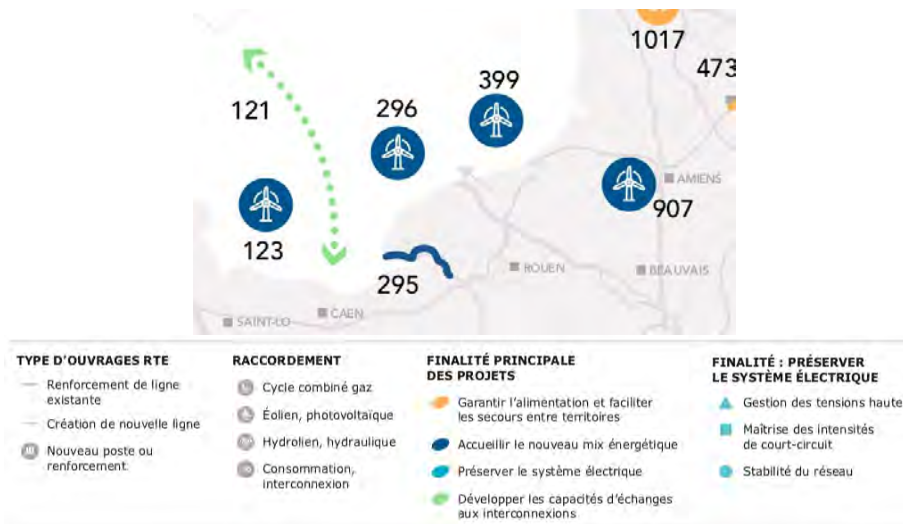 1017
473
399
296
121
AMIENS
907
123
ROUEN
BEAUVAIS
295
CAEN
SAINT-LO
TYPE D'OUVRAGES RTE
Renforcement de ligne
existante
Création de nouvelle ligne
Nouveau poste ou
renforcement
RACCORDEMENT
Cycle combiné gaz
Éolien, photovoltaïque
Hydrolien, hydraulique
Consommation,
interconnexion
FINALITÉ PRINCIPALE
DES PROJETS
Garantir l'alimentation et faciliter
les secours entre territoires
Accueillir le nouveau mix énergétique
Préserver le système électrique
Développer les capacités d'échanges
aux interconnexions
FINALITÉ : PRÉSERVER
LE SYSTÈME ÉLECTRIQUE
Gestion des tensions haute
Maîtrise des intensités
de court-circuit
Stabilité du réseau